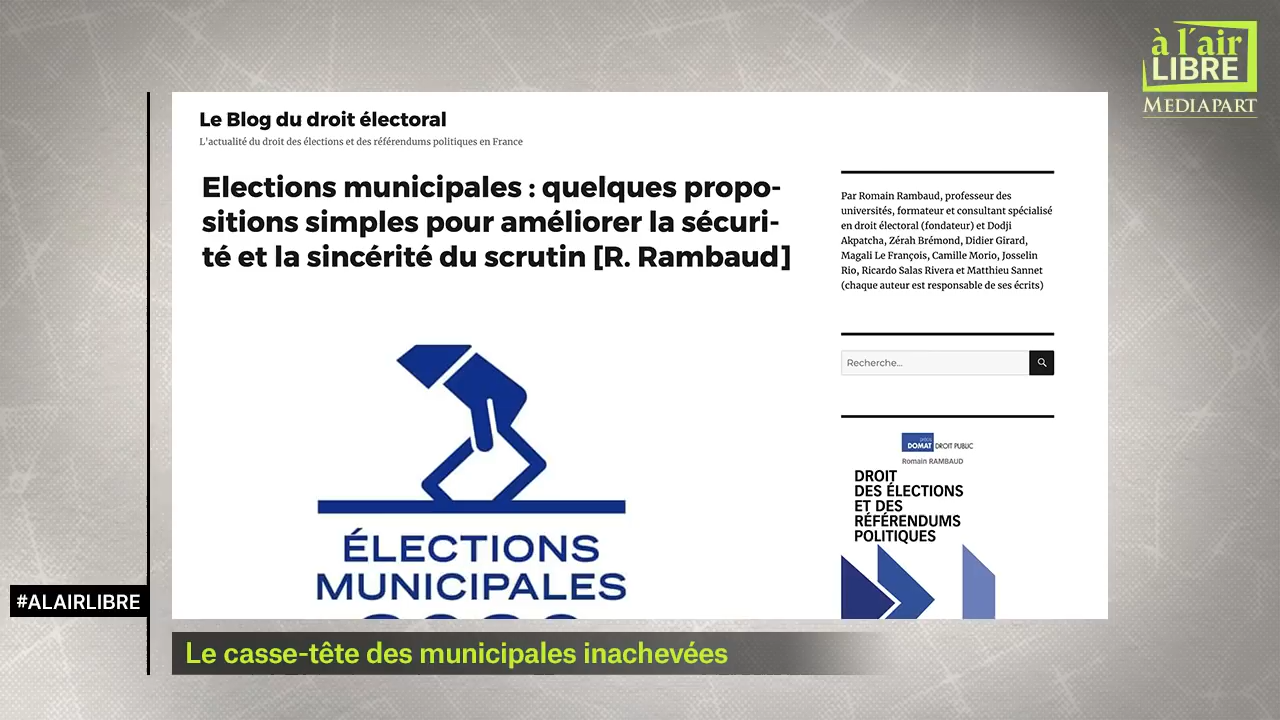 à l'air
LIBRE
MEDIAPART
Le Blog du droit électoral
L'actualité du droit des élections et des référendums politiques en France
Elections municipales : quelques propo-
sitions simples pour améliorer la sécuri-
té et la sincérité du scrutin [R. Rambaud]
Par Romain Rambaud, professeur des
universités, formateur et consultant spécialisé
en droit électoral (fondateur) et Dodji
Akpatcha, Zérah Brémond, Didier Girard,
Magali Le François, Camille Morio, Josselin
Rio, Ricardo Salas Rivera et Matthieu Sannet
(chaque auteur est responsable de ses écrits)
Recherche...
DOMAT DROIT PUBLIC
Romain RAMBAUD
DROIT
DES ÉLECTIONS
ET DES
RÉFÉRENDUMS
POLITIQUES
ÉLECTIONS
MUNICIPALES
#ALAIRLIBRE
Le casse-tête des municipales inachevées